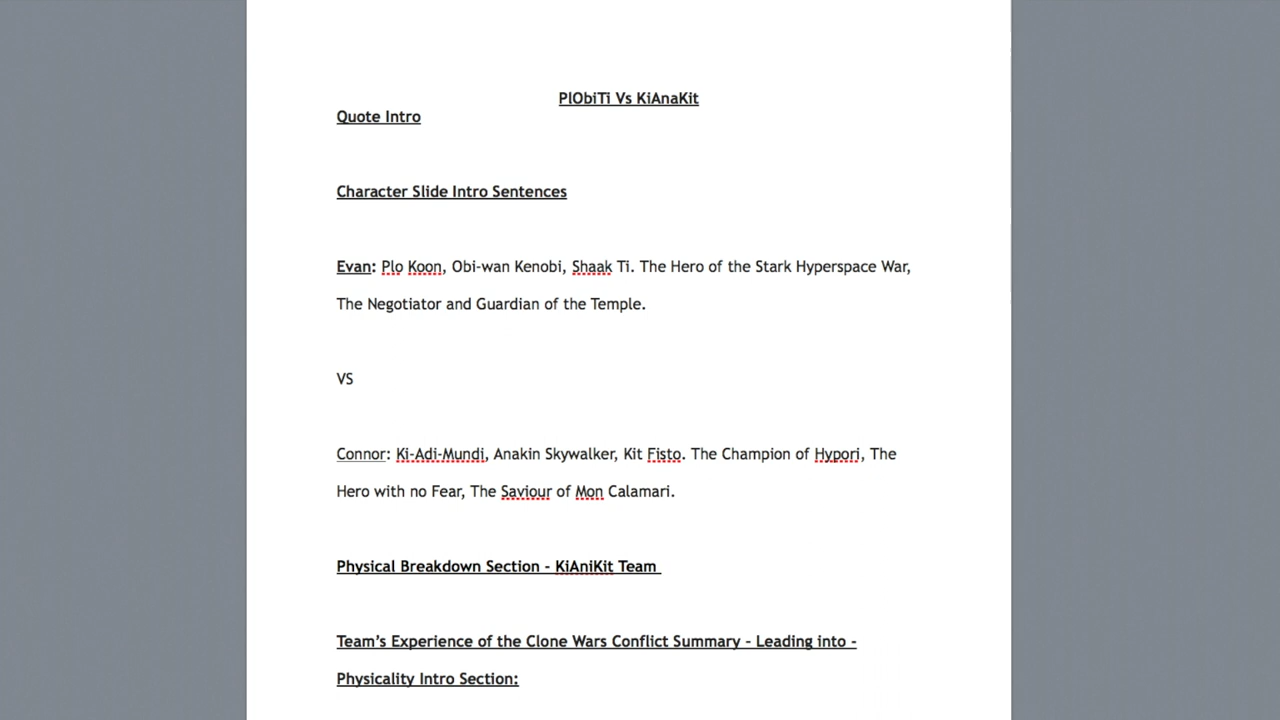 PlObiTi Vs KiAnaKit
Quote Intro
Character Slide Intro Sentences
Evan: Plo Koon, Obi-wan Kenobi, Shaak Ti. The Hero of the Stark Hyperspace War,
The Negotiator and Guardian of the Temple.
VS
Connor: Ki-Adi-Mundi, Anakin Skywalker, Kit Fisto. The Champion of Hypori, The
Hero with no Fear, The Saviour of Mon Calamari.
Physical Breakdown Section - KiAniKit Team
Team’s Experience of the Clone Wars Conflict Summary – Leading into -
Physicality Intro Section: